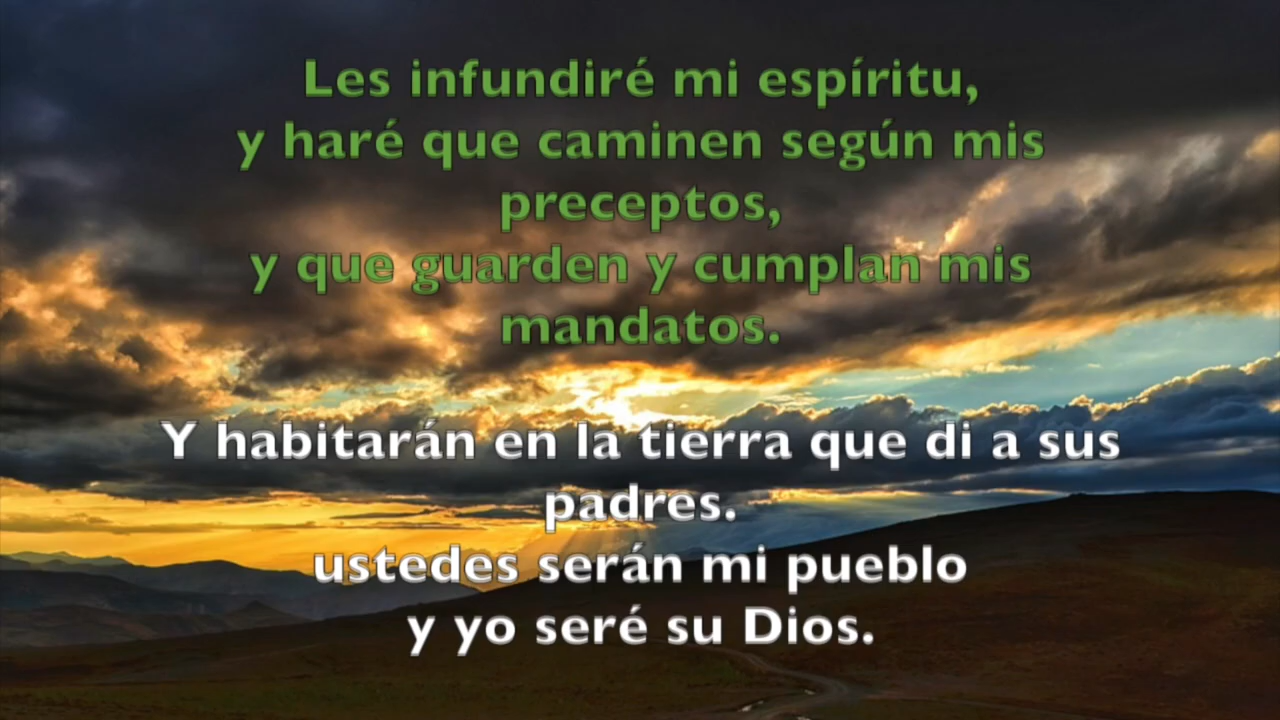 Les infundiré mi espíritu,
y haré que caminen según mis
preceptos,
y que guarden y cumplan mis
mandatos.
Y habitarán en la tierra que di a sus
padres.
ustedes serán mi pueblo
y yo seré su Dios.